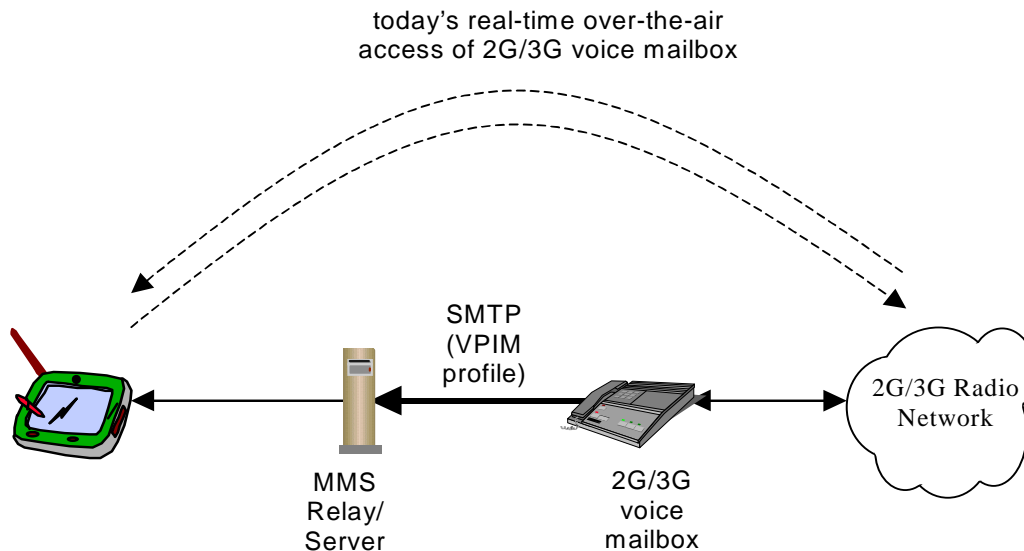 today's real-time over-the-air
access of 2G/3G voice mailbox
SMTP
(VPIM
profile)
2G/3G Radio
Network
MMS
Relay/
Server
2G/3G
voice
mailbox